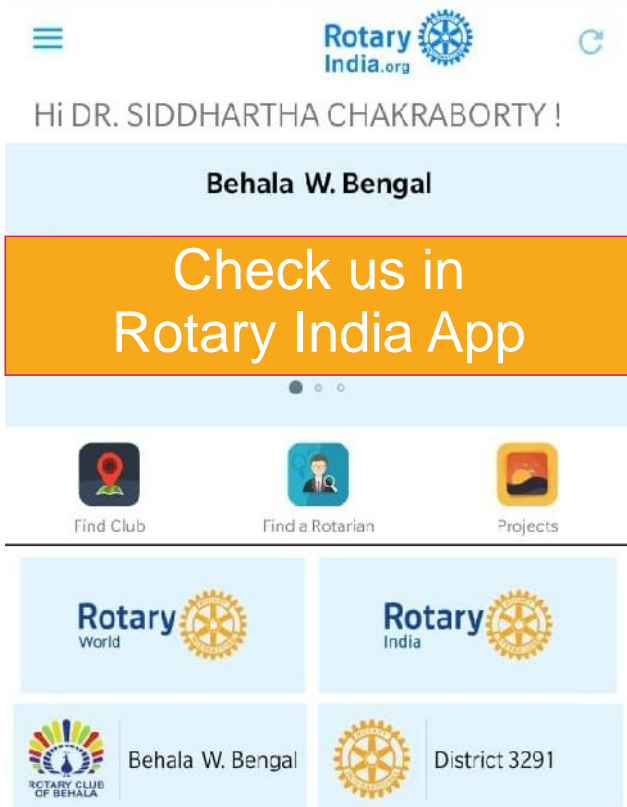 Rotary
India.org
Hi DR. SIDDHARTHA CHAKRABORTY !
Behala W. Bengal
Check us in
Rotary India App
Find Club
Find a Rotarian
Projects
Rotary
World
Rotary
India
ROTARY CLUB
OF BEHALA
Behala W. Bengal
District 3291